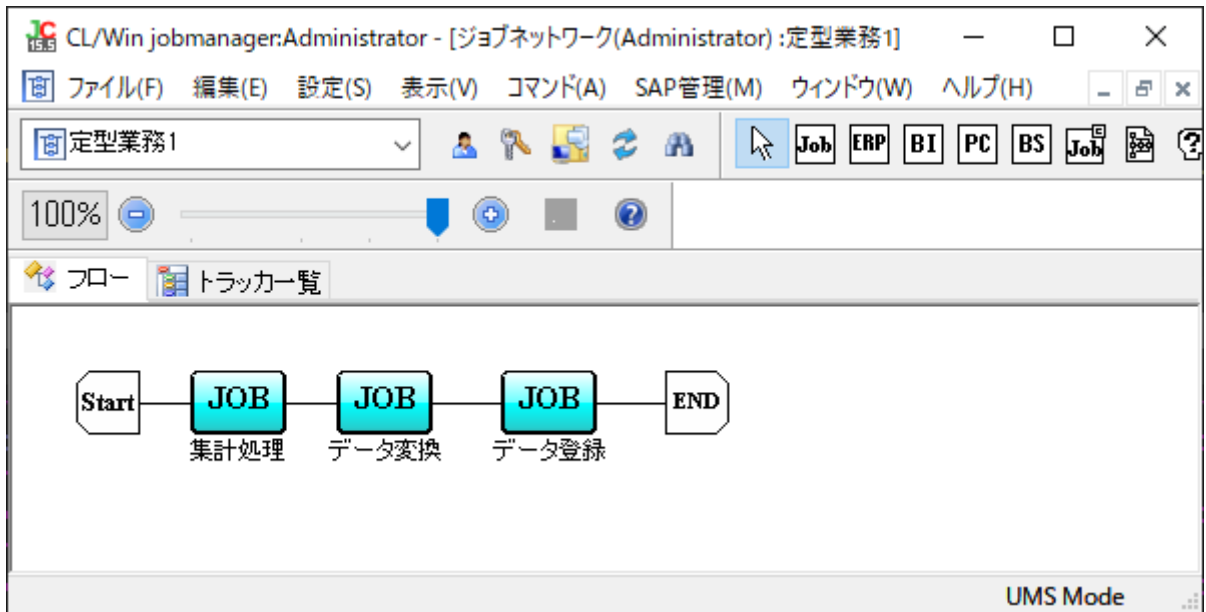 JC 15.5 CL/Win jobmanager:Administrator - [ジョブネットワーク(Administrator) :定型業務1]
ファイル(F) 編集(E) 設定(S) 表示(V) コマンド(A) SAP管理(M) ウィンドウ(W) ヘルプ(H)
定型業務1 Job ERP BI PC BS Job C
100%
フロー トラッカ一覧
Start JOB JOB JOB END
集計処理 データ変換 データ登録
UMS Mode